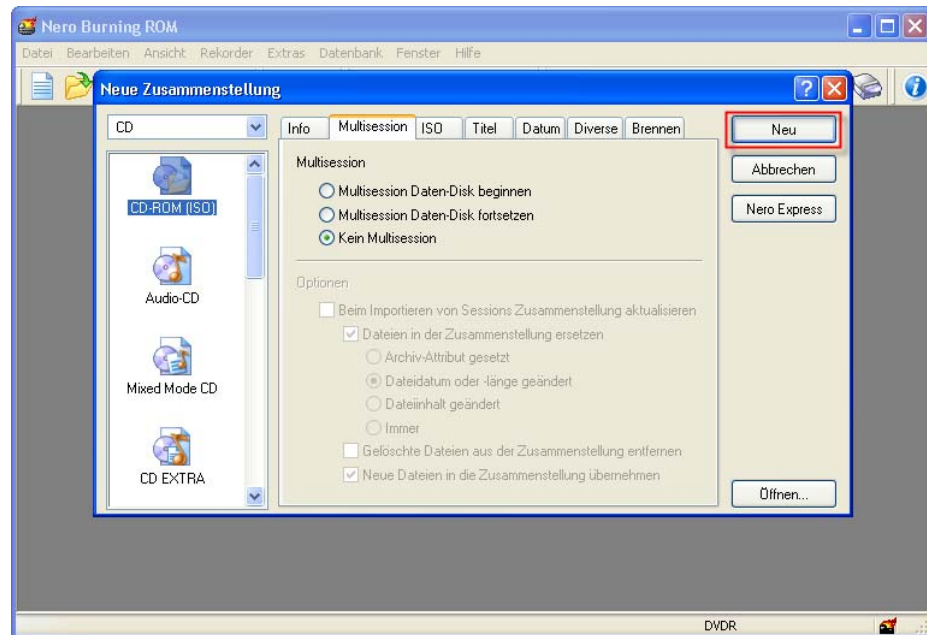 Nero Burning ROM
Datei Bearbeiten Ansicht Rekorder Extras Datenbank Fenster Hilfe
Neue Zusammenstellung
CD
Info Multisession ISO Titel Datum Diverse Brennen
Neu
Abbrechen
Nero Express
CD-ROM (ISO)
Audio-CD
Mixed Mode CD
CD EXTRA
Multisession
Multisession Daten-Disk beginnen
Multisession Daten-Disk fortsetzen
Kein Multisession
Optionen
Beim Importieren von Sessions Zusammenstellung aktualisieren
Dateien in der Zusammenstellung ersetzen
Archiv-Attribut gesetzt
Dateidatum oder -länge geändert
Dateiinhalt geändert
Immer
Gelöschte Dateien aus der Zusammenstellung entfernen
Neue Dateien in die Zusammenstellung übernehmen
Öffnen...
DVDR